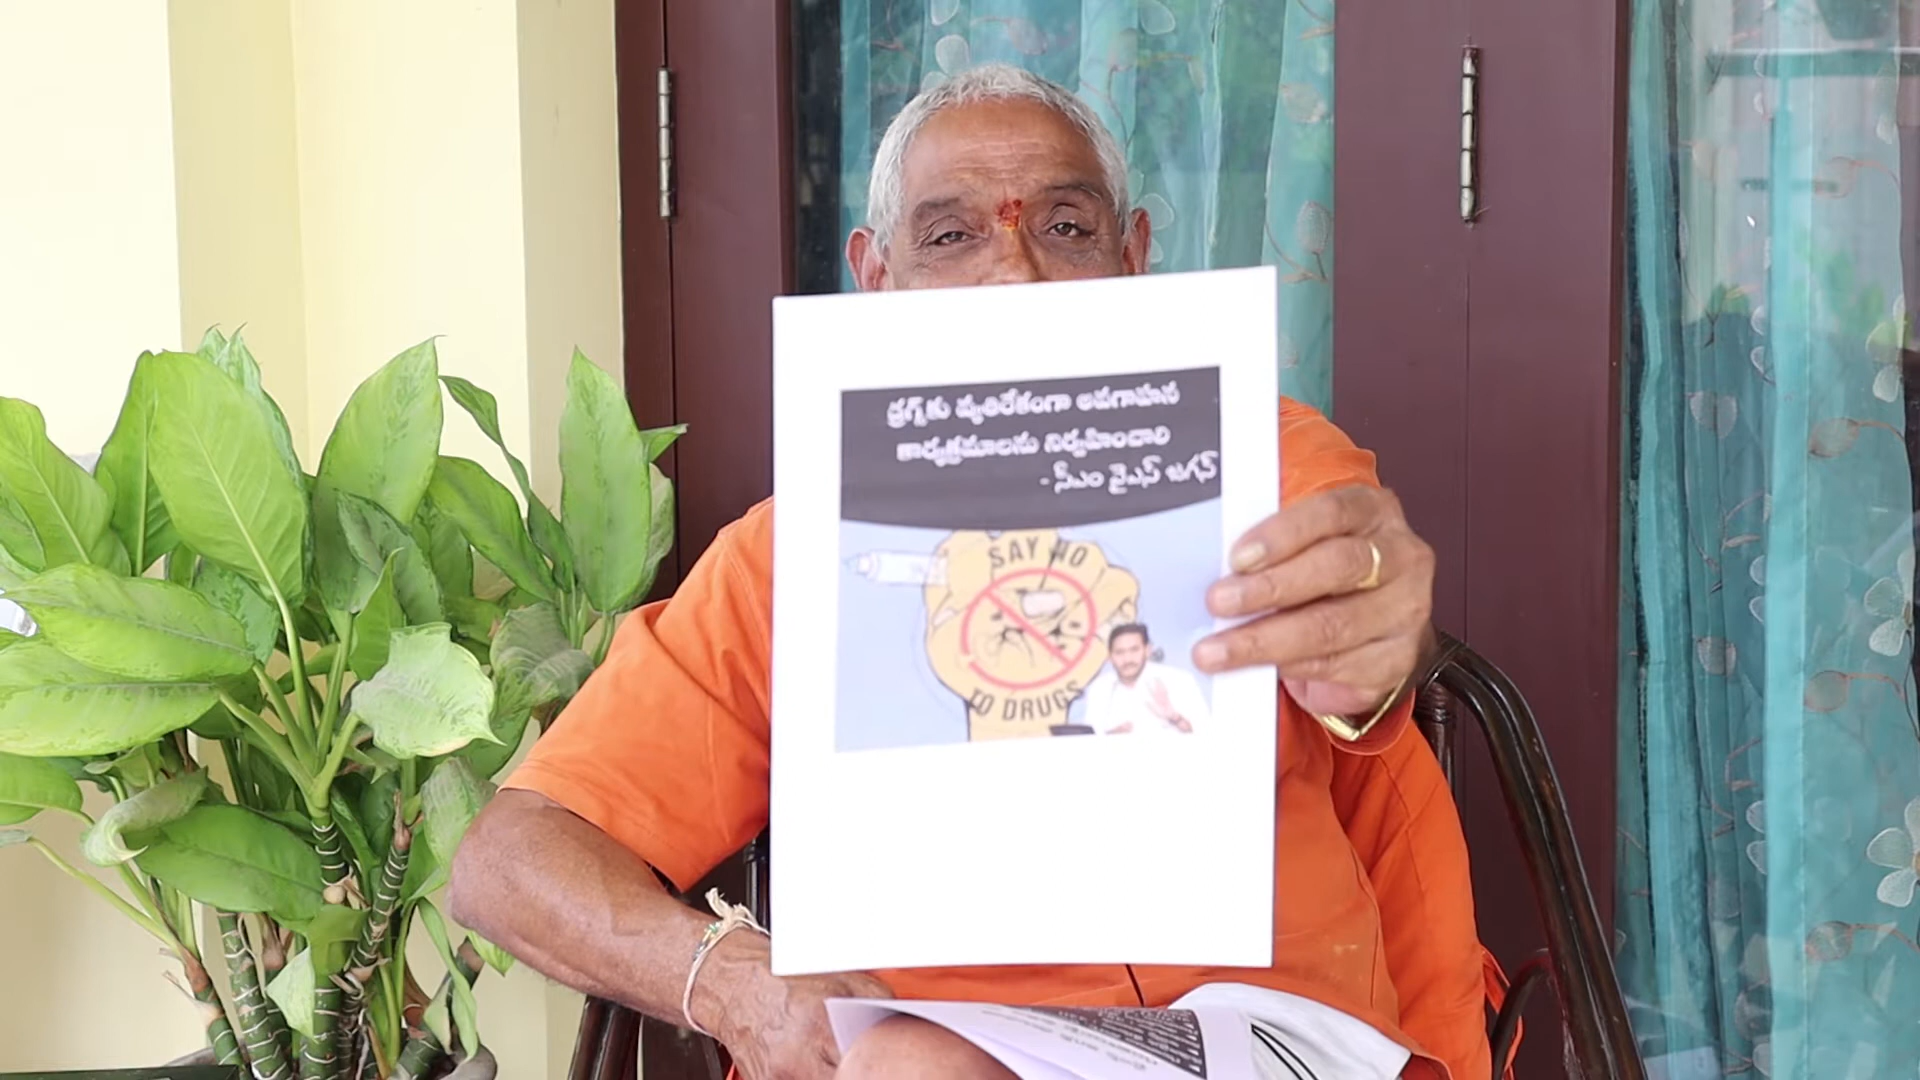 డ్రగ్స్‌కు వ్యతిరేకంగా అవగాహన
కార్యక్రమాలను నిర్వహించాలి
- సీఎం వైఎస్ జగన్
SAY NO
TO DRUGS